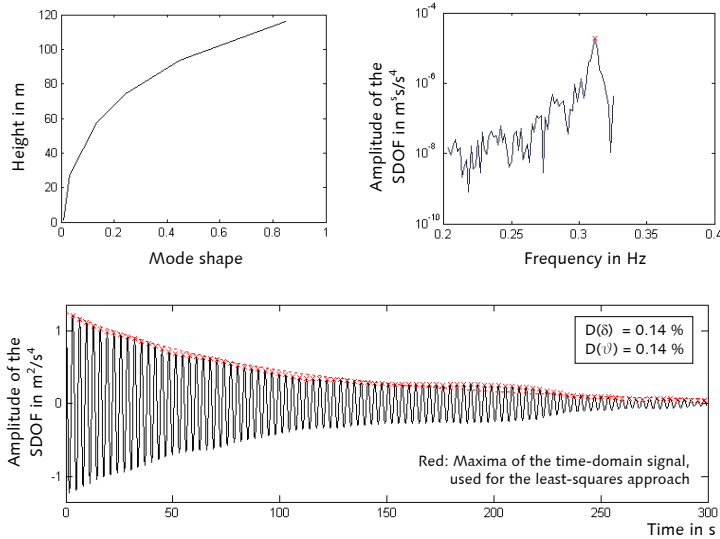 120
100
80
60
40
20
0
0 0.2 0.4 0.6 0.8 1
Height in m
Mode shape
10-4
10-6
10-8
10-10
0.2 0.25 0.3 0.35 0.4
Amplitude of the
SDOF in m⁵s/s⁴
Frequency in Hz
1
0
-1
0 50 100 150 200 250 300
Amplitude of the
SDOF in m²/s⁴
D(δ) = 0.14 %
D(ϑ) = 0.14 %
Red: Maxima of the time-domain signal,
used for the least-squares approach
Time in s